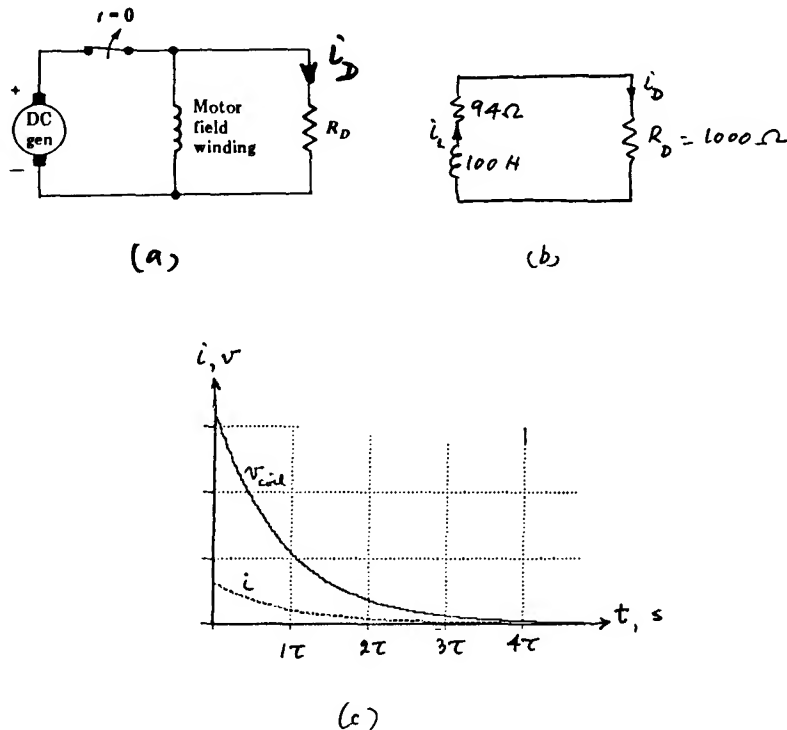 t = 0
i_D
+
DC
gen
−
Motor
field
winding
R_D
(a)
94Ω
i_L
100 H
i_D
R_D = 1000 Ω
(b)
i, v
v_coil
i
1τ
2τ
3τ
4τ
t, s
(c)